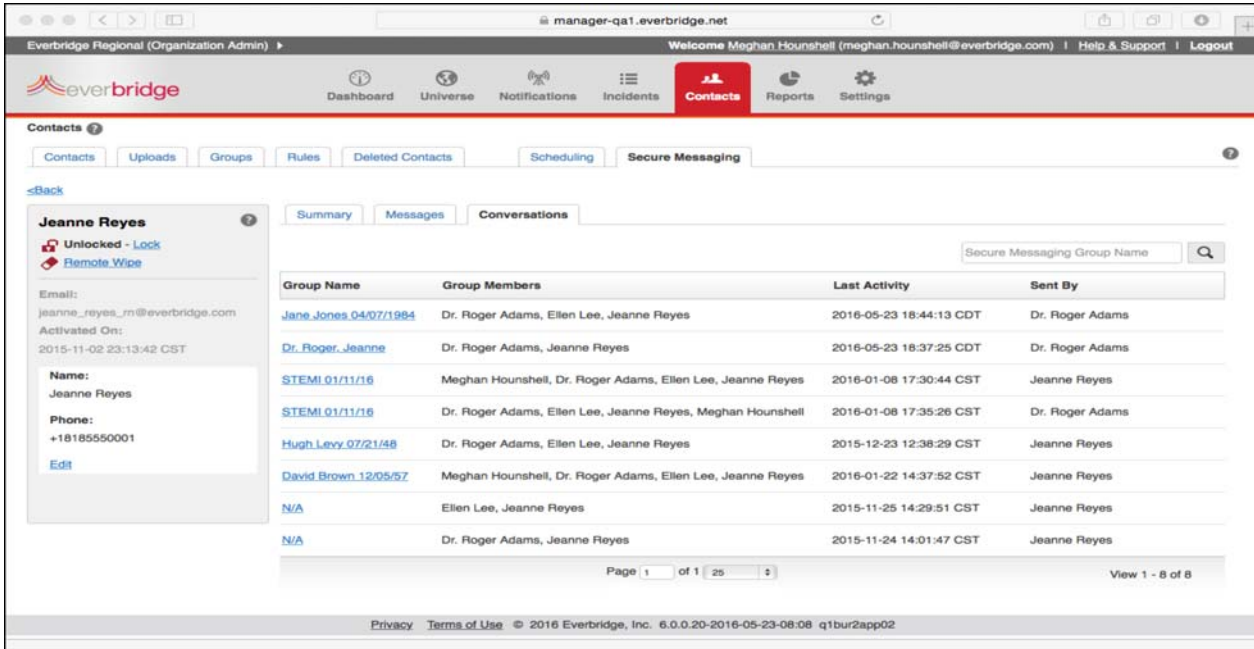 manager-qa1.everbridge.net
Everbridge Regional (Organization Admin) Welcome Meghan Hounshell (meghan.hounshell@everbridge.com) | Help & Support | Logout
everbridge
Dashboard Universe Notifications Incidents Contacts Reports Settings
Contacts ?
Contacts Uploads Groups Rules Deleted Contacts Scheduling Secure Messaging ?
<Back
Jeanne Reyes ?
Unlocked - Lock
Remote Wipe
Email:
jeanne_reyes_rn@everbridge.com
Activated On:
2015-11-02 23:13:42 CST
Name:
Jeanne Reyes
Phone:
+18185550001
Edit
Summary Messages Conversations
Secure Messaging Group Name
Group Name Group Members Last Activity Sent By
Jane Jones 04/07/1984 Dr. Roger Adams, Ellen Lee, Jeanne Reyes 2016-05-23 18:44:13 CDT Dr. Roger Adams
Dr. Roger, Jeanne Dr. Roger Adams, Jeanne Reyes 2016-05-23 18:37:25 CDT Dr. Roger Adams
STEMI 01/11/16 Meghan Hounshell, Dr. Roger Adams, Ellen Lee, Jeanne Reyes 2016-01-08 17:30:44 CST Jeanne Reyes
STEMI 01/11/16 Dr. Roger Adams, Ellen Lee, Jeanne Reyes, Meghan Hounshell 2016-01-08 17:35:26 CST Dr. Roger Adams
Hugh Levy 07/21/48 Dr. Roger Adams, Ellen Lee, Jeanne Reyes 2015-12-23 12:38:29 CST Jeanne Reyes
David Brown 12/05/57 Meghan Hounshell, Dr. Roger Adams, Ellen Lee, Jeanne Reyes 2016-01-22 14:37:52 CST Jeanne Reyes
N/A Ellen Lee, Jeanne Reyes 2015-11-25 14:29:51 CST Jeanne Reyes
N/A Dr. Roger Adams, Jeanne Reyes 2015-11-24 14:01:47 CST Jeanne Reyes
Page 1 of 1 25 View 1 - 8 of 8
Privacy Terms of Use © 2016 Everbridge, Inc. 6.0.0.20-2016-05-23-08:08 q1bur2app02